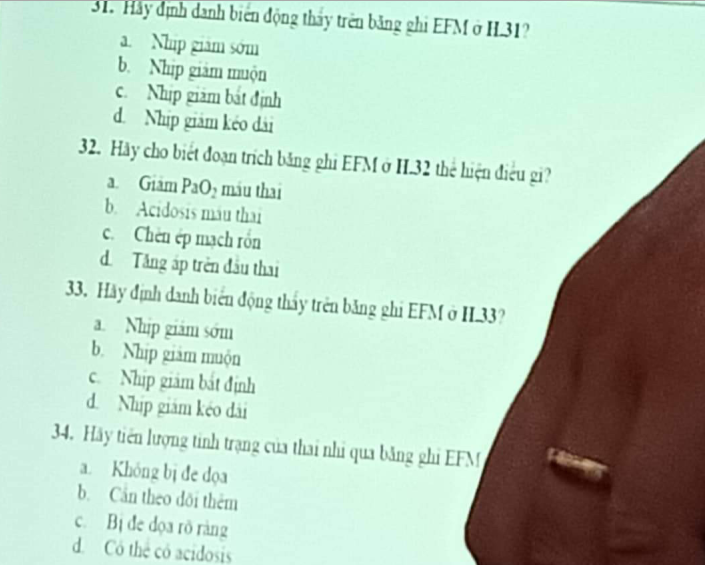 31. Hãy định danh biến động thấy trên băng ghi EFM ở H.31?
a. Nhịp giảm sớm
b. Nhịp giảm muộn
c. Nhịp giảm bất định
d. Nhịp giảm kéo dài
32. Hãy cho biết đoạn trích băng ghi EFM ở H.32 thể hiện điều gì?
a. Giảm PaO₂ máu thai
b. Acidosis máu thai
c. Chèn ép mạch rốn
d. Tăng áp trên đầu thai
33. Hãy định danh biến động thấy trên băng ghi EFM ở H.33?
a. Nhịp giảm sớm
b. Nhịp giảm muộn
c. Nhịp giảm bất định
d. Nhịp giảm kéo dài
34. Hãy tiên lượng tình trạng của thai nhi qua băng ghi EFM
a. Không bị đe dọa
b. Cần theo dõi thêm
c. Bị đe dọa rõ ràng
d. Có thể có acidosis